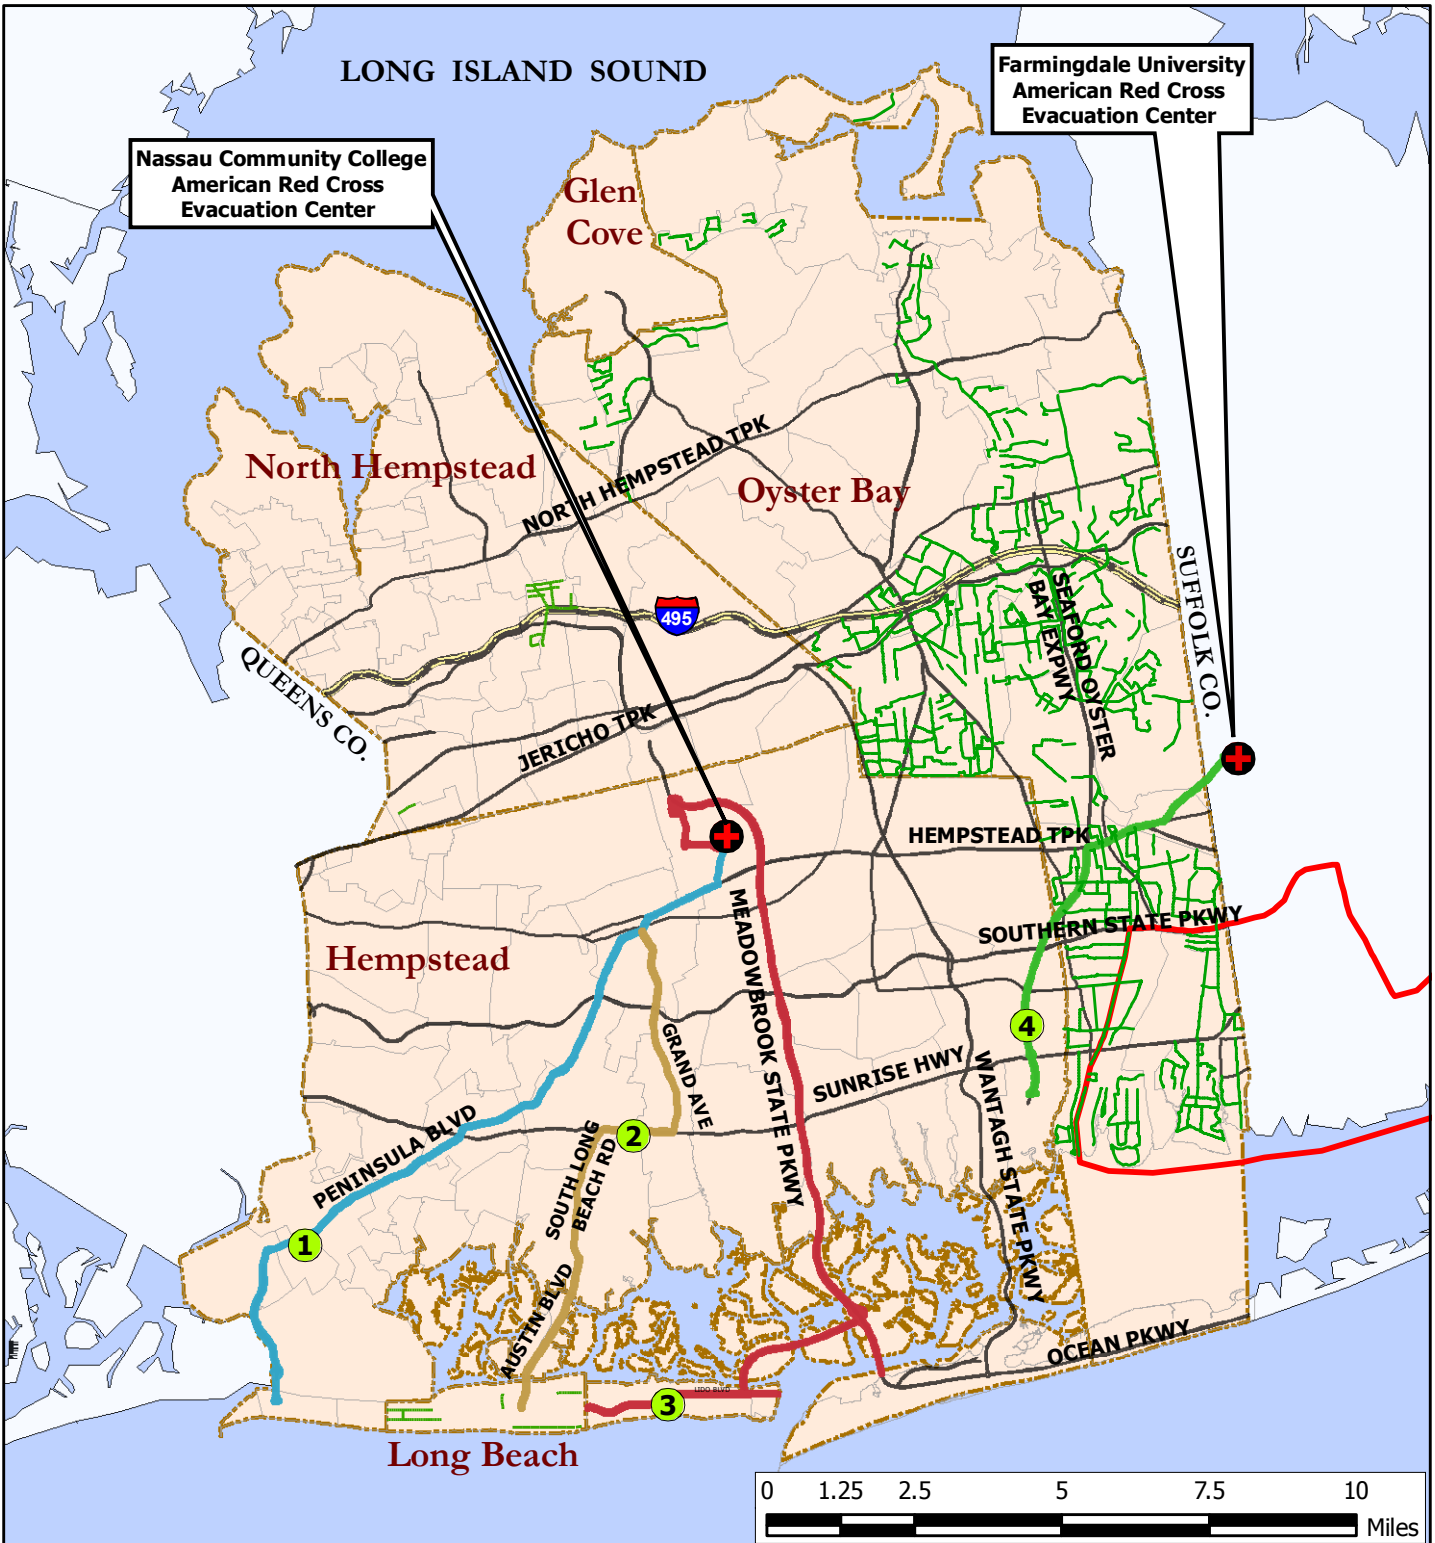 LONG ISLAND SOUND
Farmingdale University
American Red Cross
Evacuation Center
Nassau Community College
American Red Cross
Evacuation Center
Glen
Cove
North Hempstead
Oyster Bay
NORTH HEMPSTEAD TPK
495
SEAFORD OYSTER
BAY EXPWY
SUFFOLK CO.
QUEENS CO.
JERICHO TPK
HEMPSTEAD TPK
SOUTHERN STATE PKWY
Hempstead
MEADOWBROOK STATE PKWY
4
GRAND AVE
SUNRISE HWY
WANTAGH STATE PKWY
2
PENINSULA BLVD
SOUTH LONG
BEACH RD
1
AUSTIN BLVD
OCEAN PKWY
LIDO BLVD
3
Long Beach
0 1.25 2.5 5 7.5 10
Miles